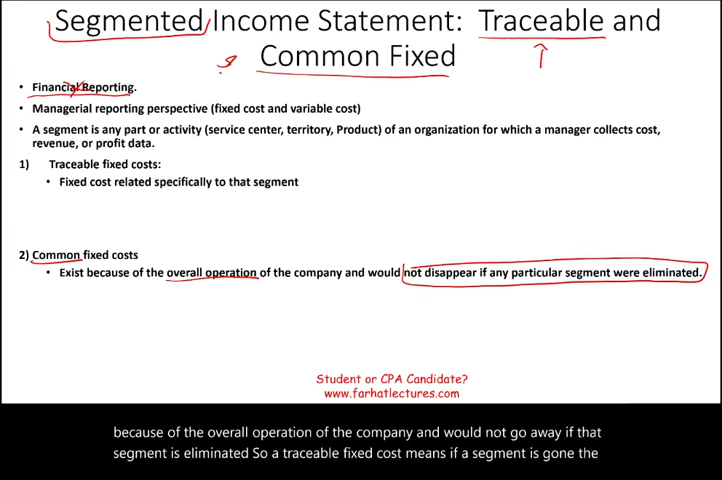 Segmented Income Statement: Traceable and
Common Fixed
• Financial Reporting.
• Managerial reporting perspective (fixed cost and variable cost)
• A segment is any part or activity (service center, territory, Product) of an organization for which a manager collects cost,
revenue, or profit data.
1) Traceable fixed costs:
• Fixed cost related specifically to that segment
2) Common fixed costs
• Exist because of the overall operation of the company and would not disappear if any particular segment were eliminated.
Student or CPA Candidate?
www.farhatlectures.com
because of the overall operation of the company and would not go away if that
segment is eliminated So a traceable fixed cost means if a segment is gone the